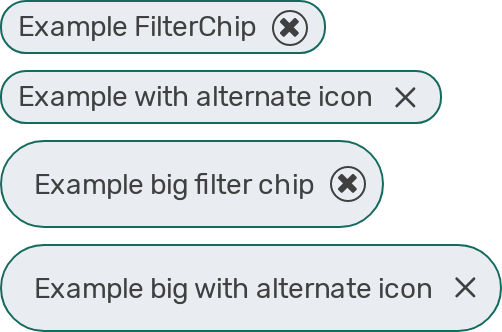 Example FilterChip
Example with alternate icon
Example big filter chip
Example big with alternate icon